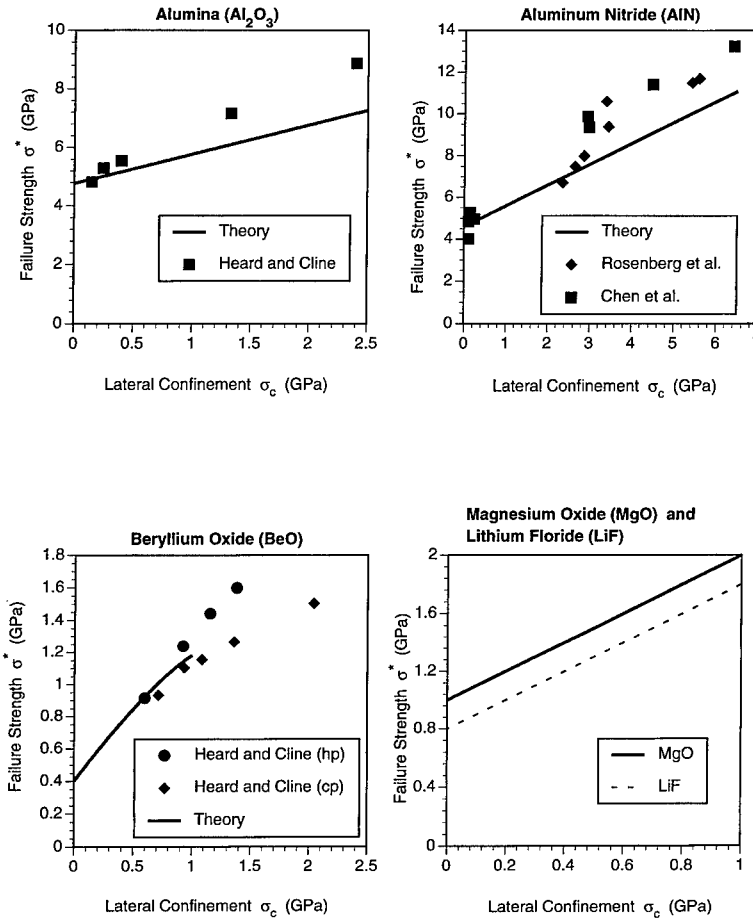 Alumina (Al2O3)
10
8
6
4
2
0
Failure Strength σ* (GPa)
Theory
Heard and Cline
0 0.5 1 1.5 2 2.5
Lateral Confinement σc (GPa)
Aluminum Nitride (AlN)
14
12
10
8
6
4
2
0
Failure Strength σ* (GPa)
Theory
Rosenberg et al.
Chen et al.
0 1 2 3 4 5 6 7
Lateral Confinement σc (GPa)
Beryllium Oxide (BeO)
1.8
1.6
1.4
1.2
1
0.8
0.6
0.4
0.2
0
Failure Strength σ* (GPa)
Heard and Cline (hp)
Heard and Cline (cp)
Theory
0 0.5 1 1.5 2 2.5
Lateral Confinement σc (GPa)
Magnesium Oxide (MgO) and
Lithium Floride (LiF)
2
1.6
1.2
0.8
0.4
0
Failure Strength σ* (GPa)
MgO
LiF
0 0.2 0.4 0.6 0.8 1
Lateral Confinement σc (GPa)